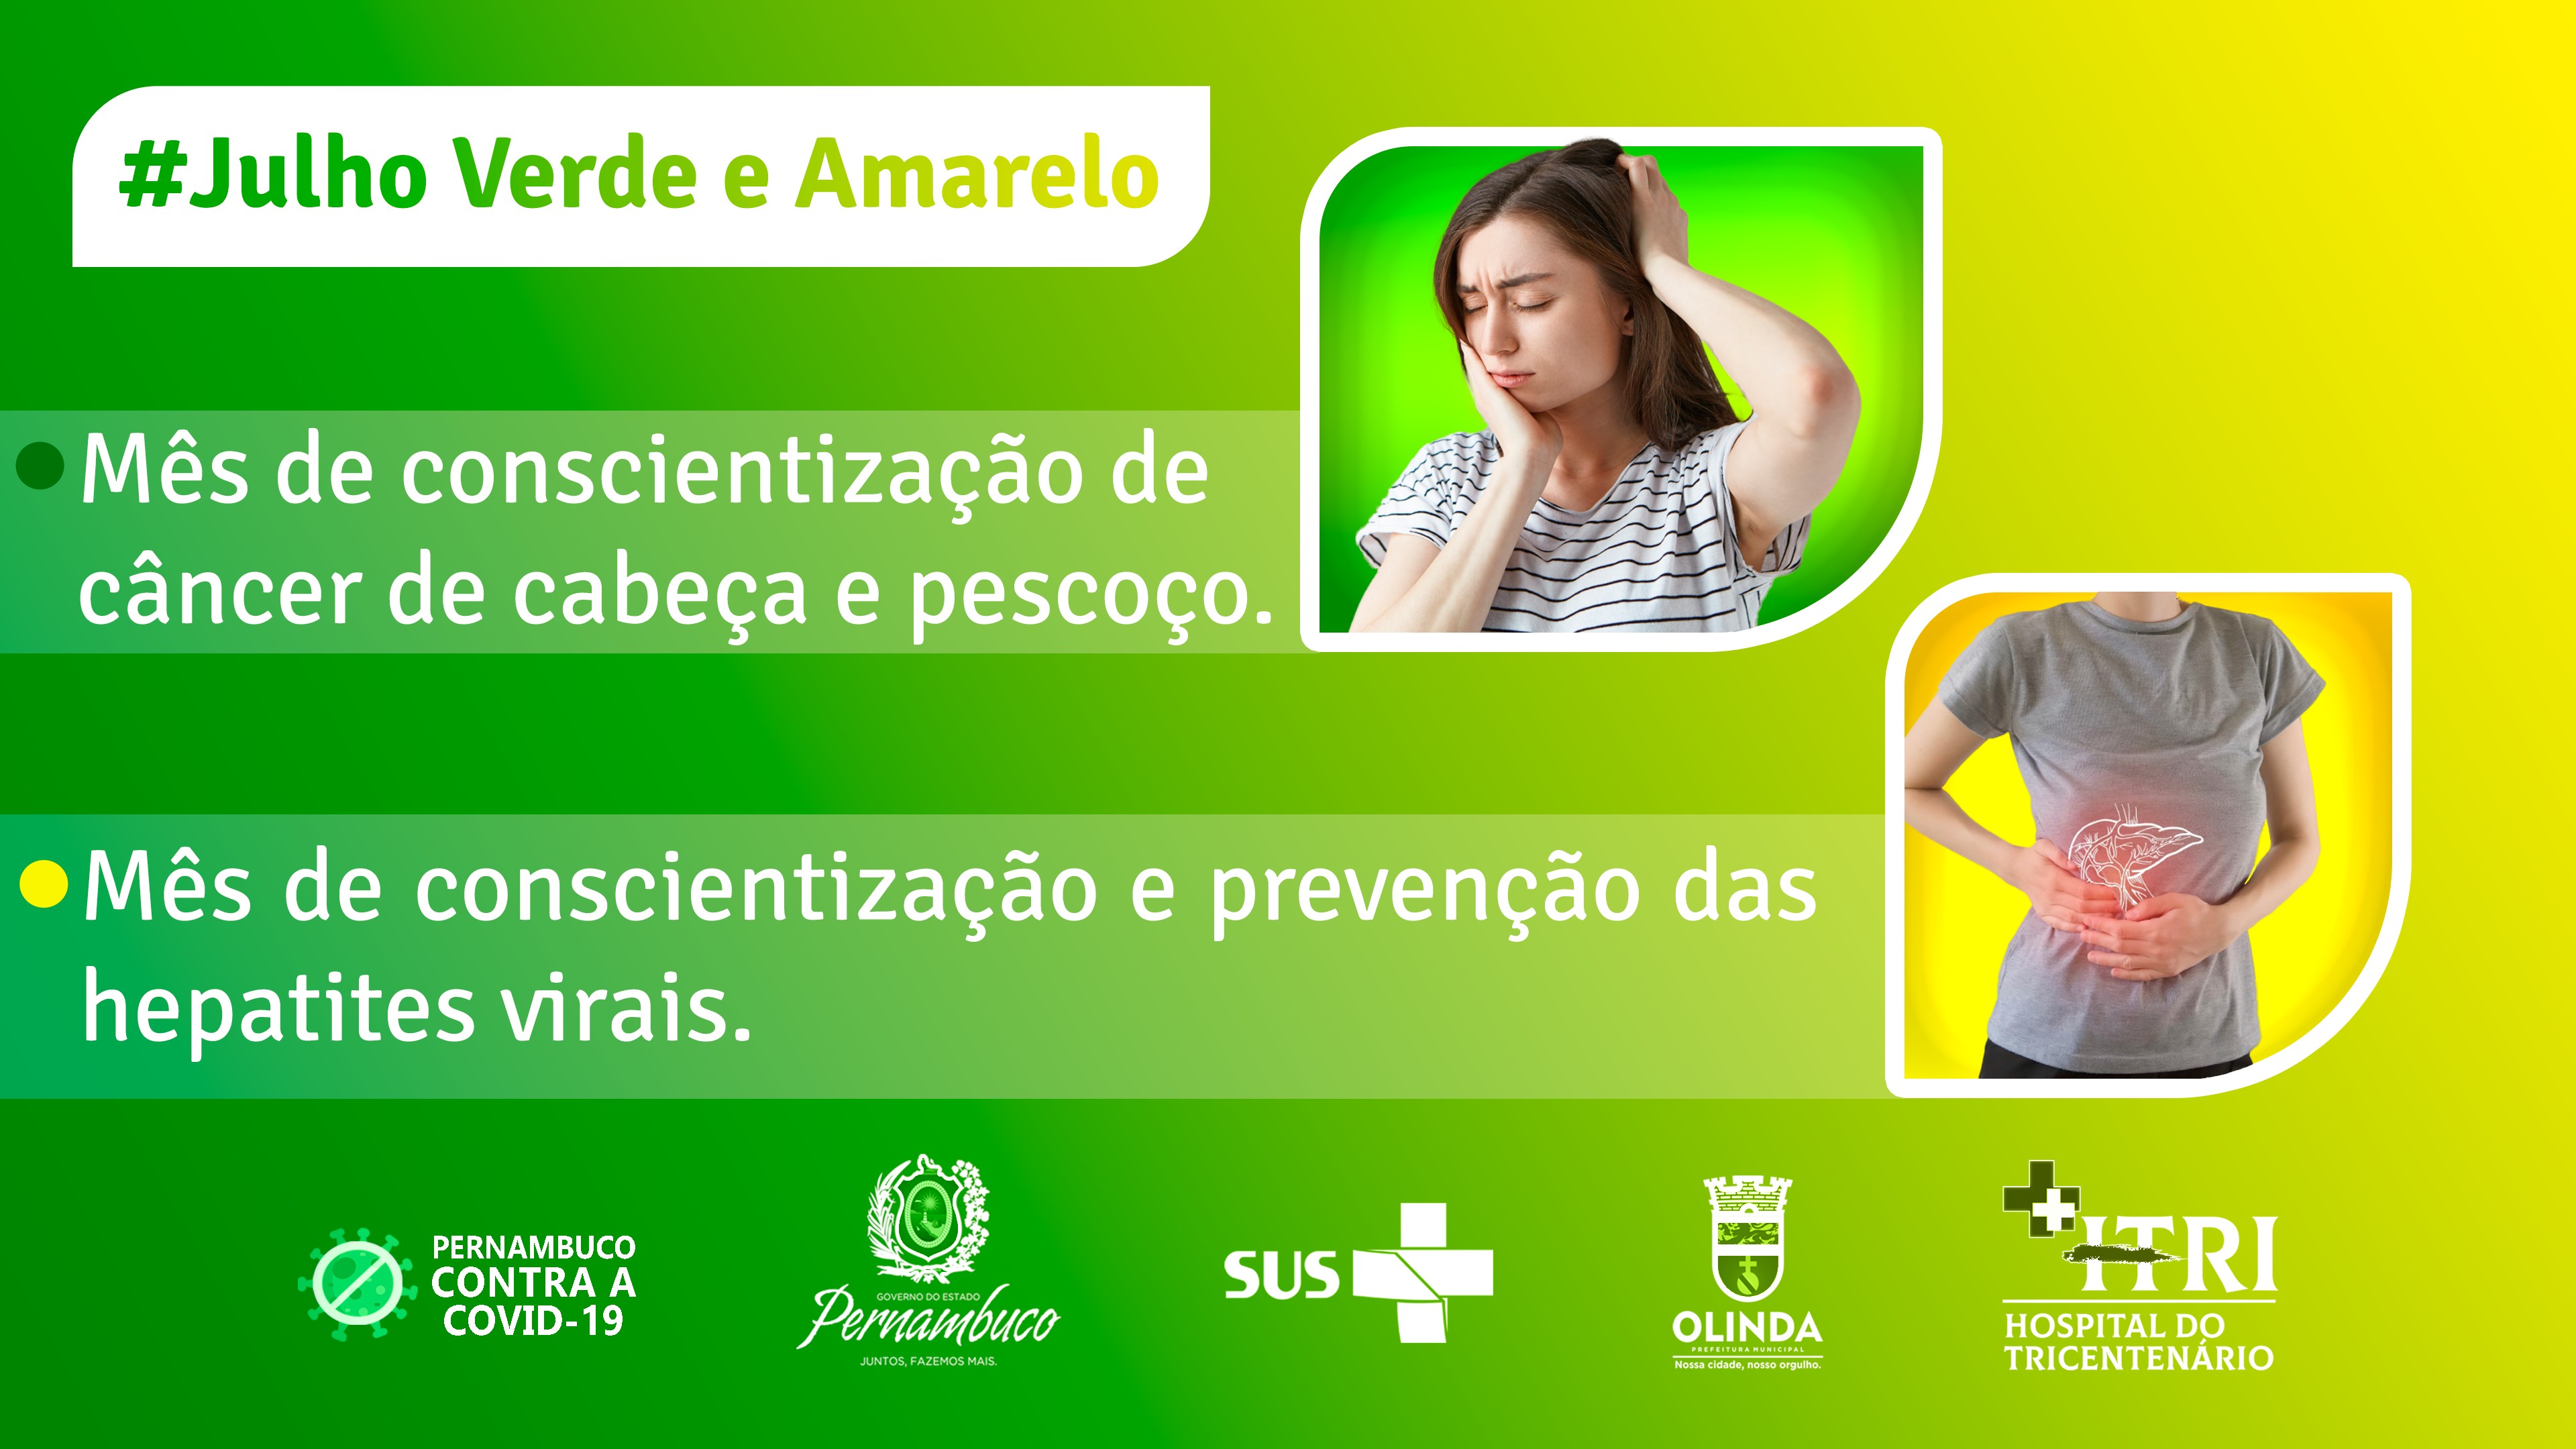 #Julho Verde e Amarelo
Mês de conscientização de
câncer de cabeça e pescoço.
Mês de conscientização e prevenção das
hepatites virais.
PERNAMBUCO
CONTRA A
COVID-19
GOVERNO DO ESTADO
Pernambuco
JUNTOS, FAZEMOS MAIS.
SUS
OLINDA
PREFEITURA MUNICIPAL
Nossa cidade, nosso orgulho.
ITRI
HOSPITAL DO
TRICENTENÁRIO